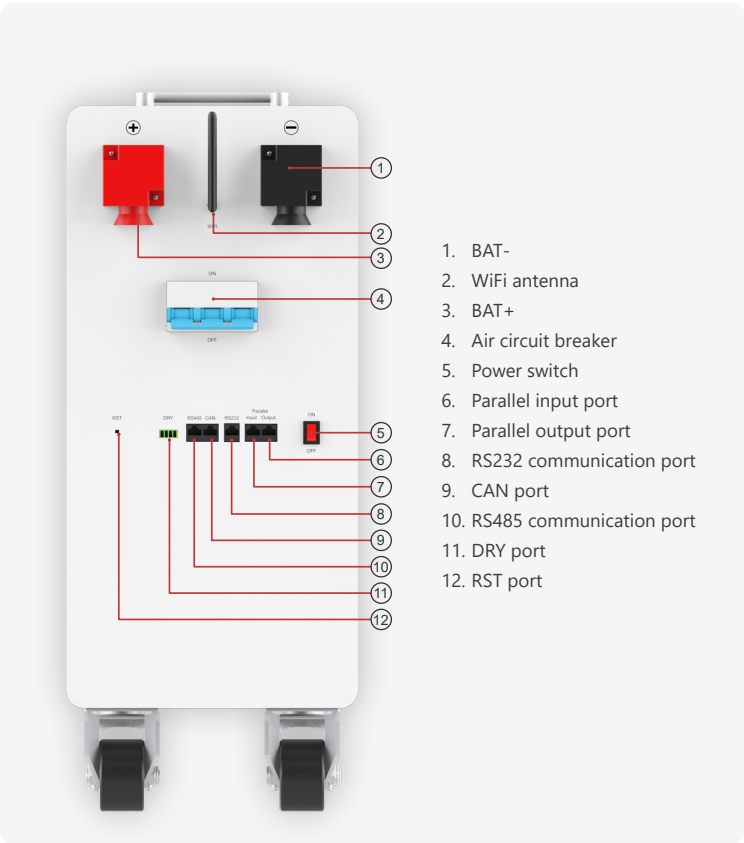 +
−
1
WiFi
2
3
ON
4
OFF
Parallel
RST
DRY
RS485 CAN
RS232
Input Output
ON
5
OFF
6
7
8
9
10
11
12
1. BAT-
2. WiFi antenna
3. BAT+
4. Air circuit breaker
5. Power switch
6. Parallel input port
7. Parallel output port
8. RS232 communication port
9. CAN port
10. RS485 communication port
11. DRY port
12. RST port